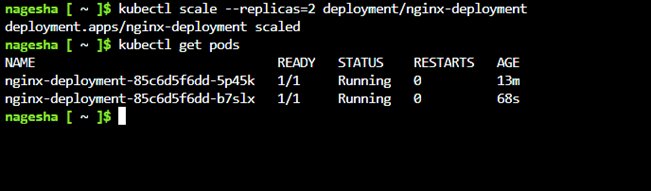 nagesha [ ~ ]$ kubectl scale --replicas=2 deployment/nginx-deployment
deployment.apps/nginx-deployment scaled
nagesha [ ~ ]$ kubectl get pods
NAME READY STATUS RESTARTS AGE
nginx-deployment-85c6d5f6dd-5p45k 1/1 Running 0 13m
nginx-deployment-85c6d5f6dd-b7slx 1/1 Running 0 68s
nagesha [ ~ ]$